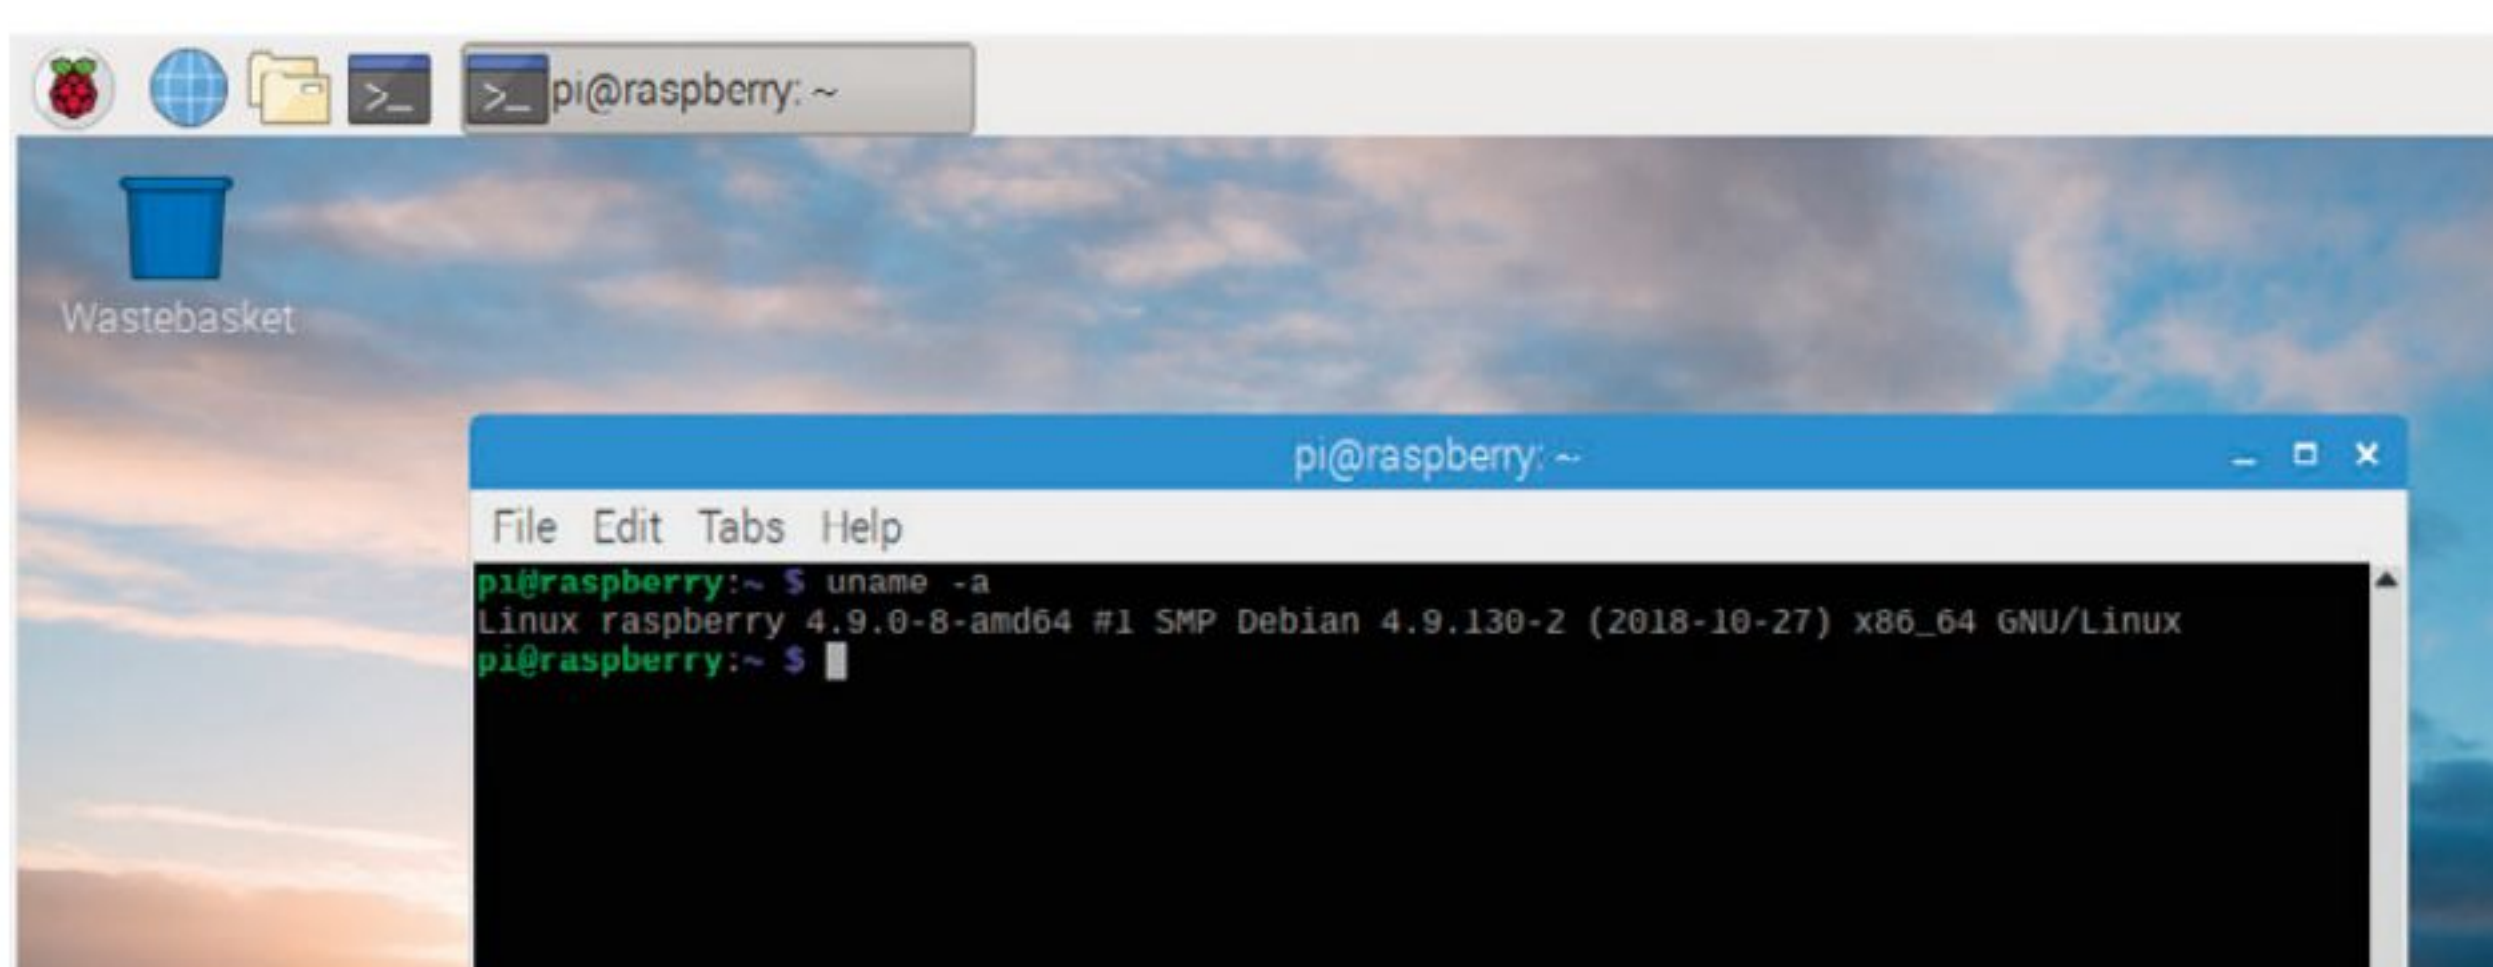 pi@raspberry: ~
Wastebasket
pi@raspberry: ~
File Edit Tabs Help
pi@raspberry:~ $ uname -a
Linux raspberry 4.9.0-8-amd64 #1 SMP Debian 4.9.130-2 (2018-10-27) x86_64 GNU/Linux
pi@raspberry:~ $